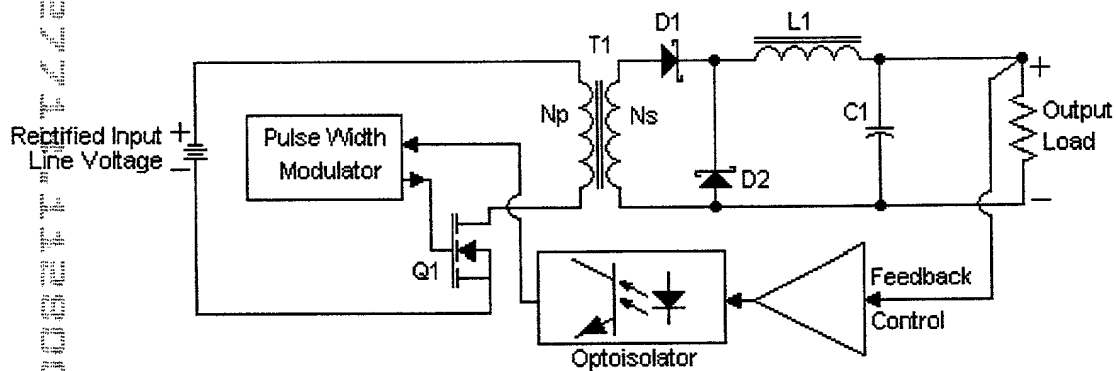 D1
L1
T1
Np
Ns
C1
+
Output
Load
Rectified Input +
Line Voltage −
Pulse Width
Modulator
D2
−
Q1
Feedback
Control
Optoisolator